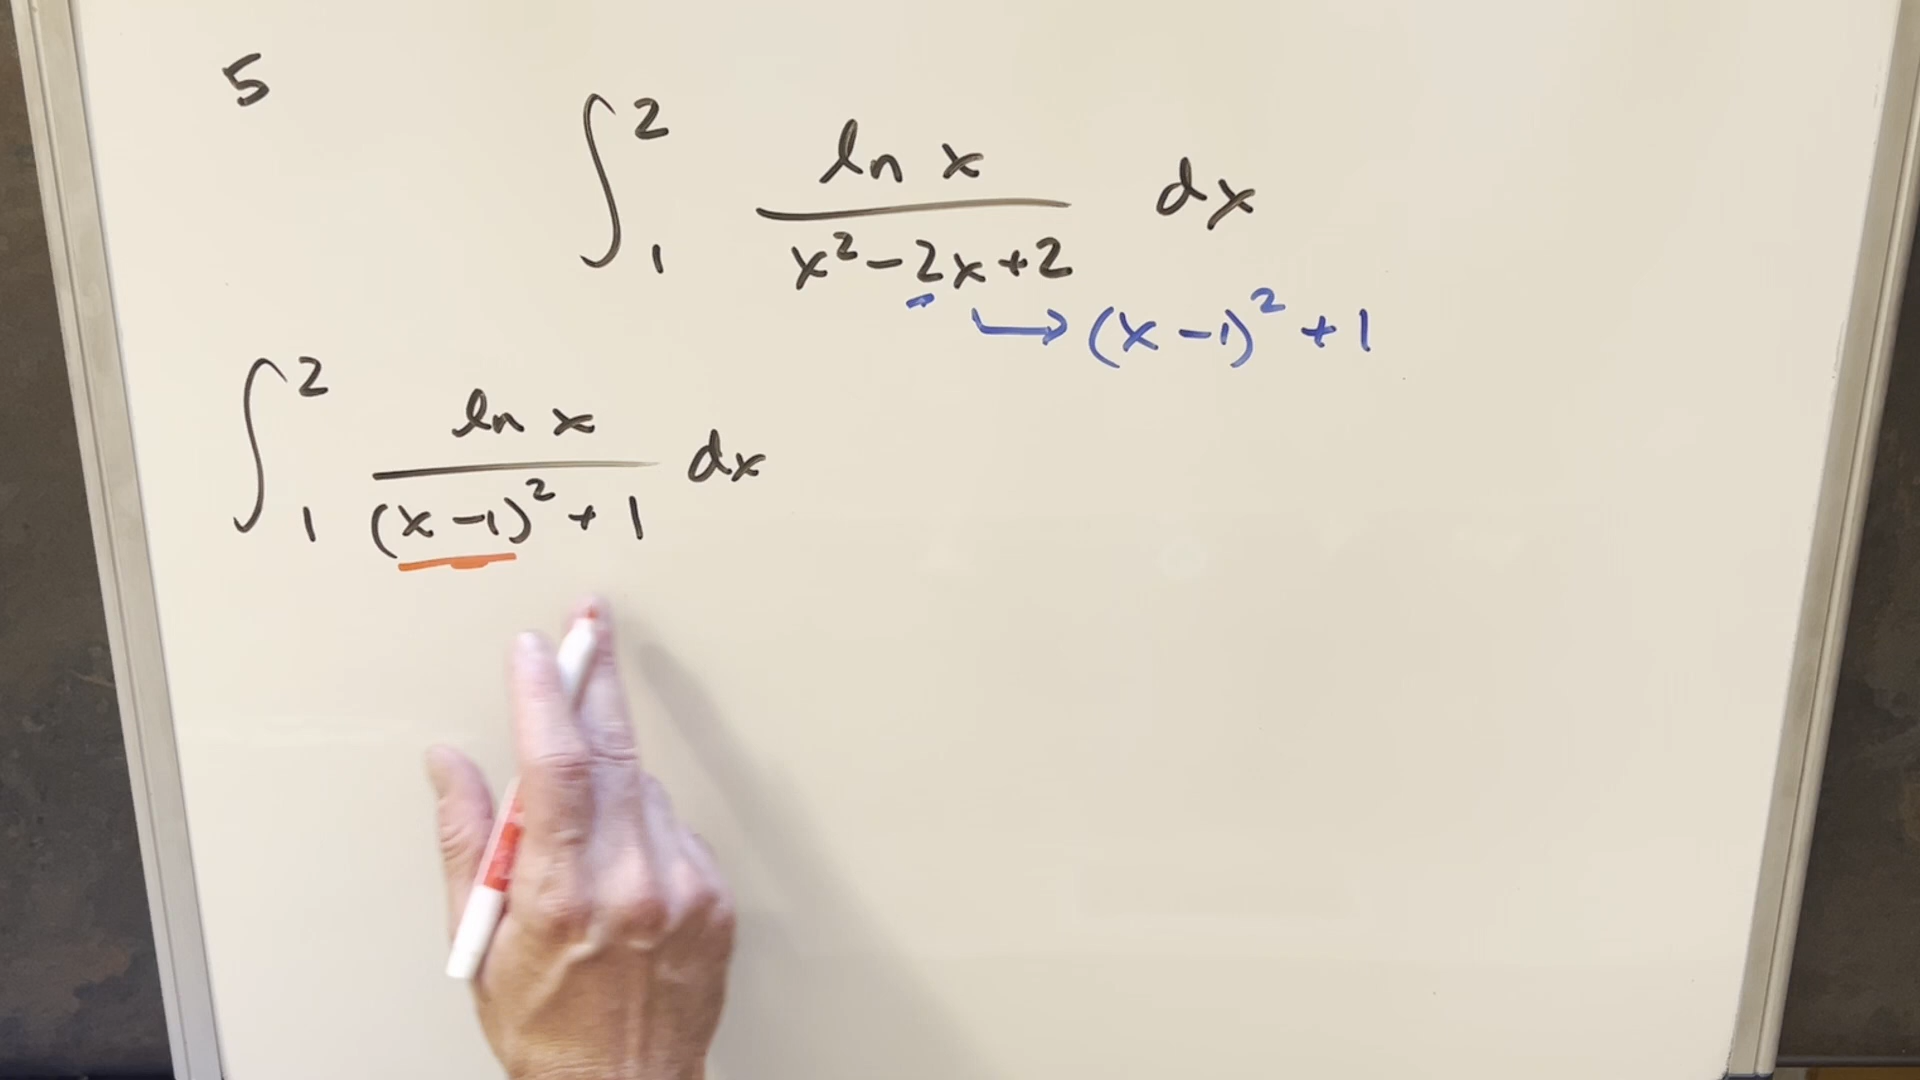 5
∫₁² ln x / (x² - 2x + 2) dx
→ (x - 1)² + 1
∫₁² ln x / ((x - 1)² + 1) dx